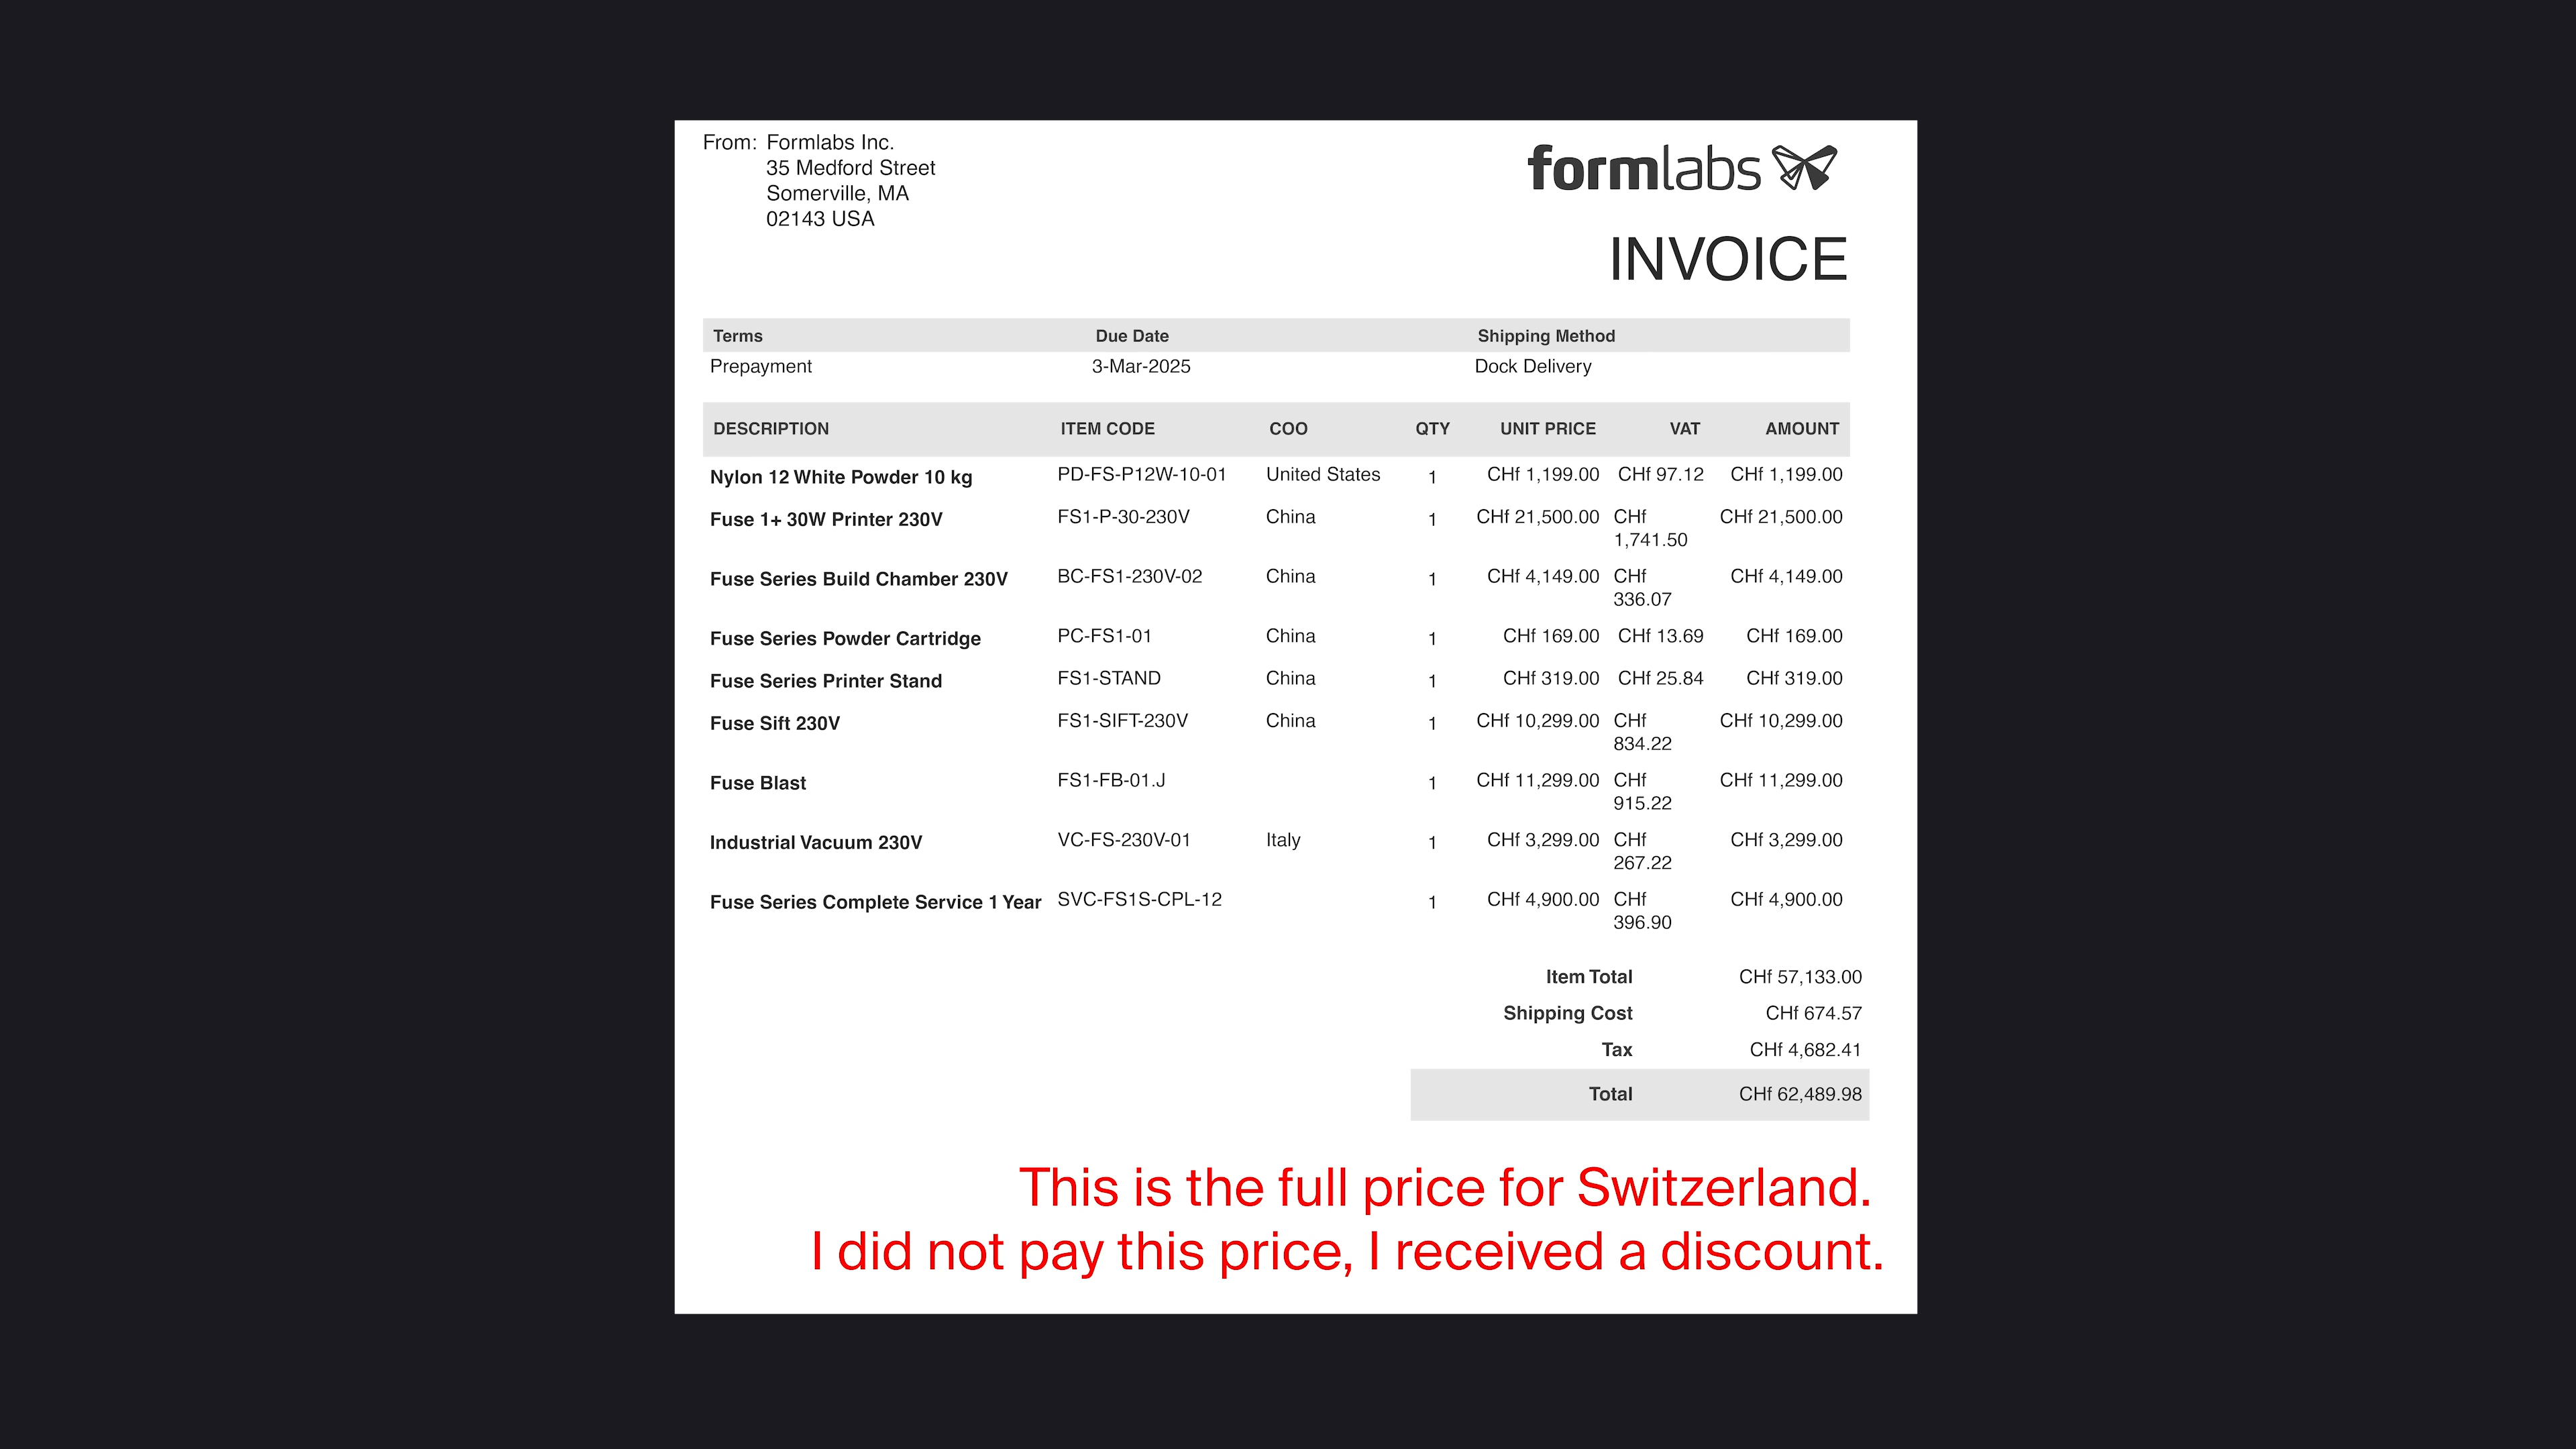 From: Formlabs Inc.
35 Medford Street
Somerville, MA
02143 USA
formlabs
INVOICE
Terms Due Date Shipping Method
Prepayment 3-Mar-2025 Dock Delivery
DESCRIPTION ITEM CODE COO QTY UNIT PRICE VAT AMOUNT
Nylon 12 White Powder 10 kg PD-FS-P12W-10-01 United States 1 CHf 1,199.00 CHf 97.12 CHf 1,199.00
Fuse 1+ 30W Printer 230V FS1-P-30-230V China 1 CHf 21,500.00 CHf CHf 21,500.00
1,741.50
Fuse Series Build Chamber 230V BC-FS1-230V-02 China 1 CHf 4,149.00 CHf CHf 4,149.00
336.07
Fuse Series Powder Cartridge PC-FS1-01 China 1 CHf 169.00 CHf 13.69 CHf 169.00
Fuse Series Printer Stand FS1-STAND China 1 CHf 319.00 CHf 25.84 CHf 319.00
Fuse Sift 230V FS1-SIFT-230V China 1 CHf 10,299.00 CHf CHf 10,299.00
834.22
Fuse Blast FS1-FB-01.J 1 CHf 11,299.00 CHf CHf 11,299.00
915.22
Industrial Vacuum 230V VC-FS-230V-01 Italy 1 CHf 3,299.00 CHf CHf 3,299.00
267.22
Fuse Series Complete Service 1 Year SVC-FS1S-CPL-12 1 CHf 4,900.00 CHf CHf 4,900.00
396.90
Item Total CHf 57,133.00
Shipping Cost CHf 674.57
Tax CHf 4,682.41
Total CHf 62,489.98
This is the full price for Switzerland.
I did not pay this price, I received a discount.